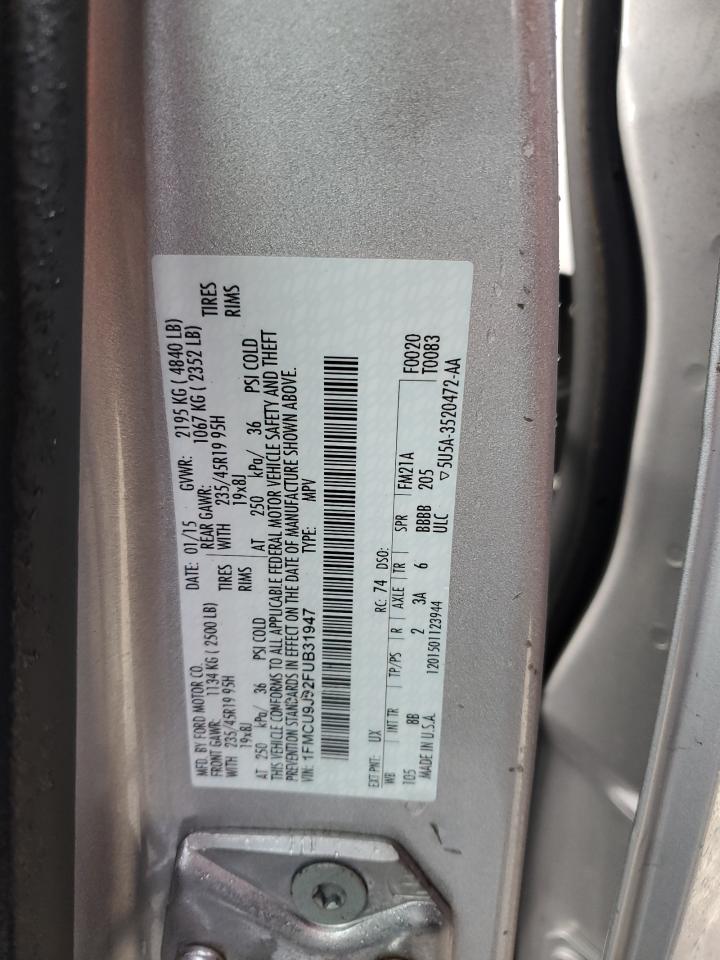 MFD. BY FORD MOTOR CO. DATE: 01/15 GVWR: 2195 KG ( 4840 LB)
FRONT GAWR: 1134 KG ( 2500 LB) REAR GAWR: 1067 KG ( 2352 LB)
WITH 235/45R19 95H TIRES WITH 235/45R19 95H TIRES
19x8J RIMS 19x8J RIMS
AT 250 kPa/ 36 PSI COLD AT 250 kPa/ 36 PSI COLD
THIS VEHICLE CONFORMS TO ALL APPLICABLE FEDERAL MOTOR VEHICLE SAFETY AND THEFT
PREVENTION STANDARDS IN EFFECT ON THE DATE OF MANUFACTURE SHOWN ABOVE.
VIN: 1FMCU9J92FUB31947 TYPE: MPV
EXT PNT: UX RC: 74 DSO: F0020
WB INT TR TP/PS R AXLE TR SPR FM21A T0083
105 8B 2 3A 6 BBBB 205
MADE IN U.S.A. 1201501123944 ULC ▽5U5A-3520472-AA